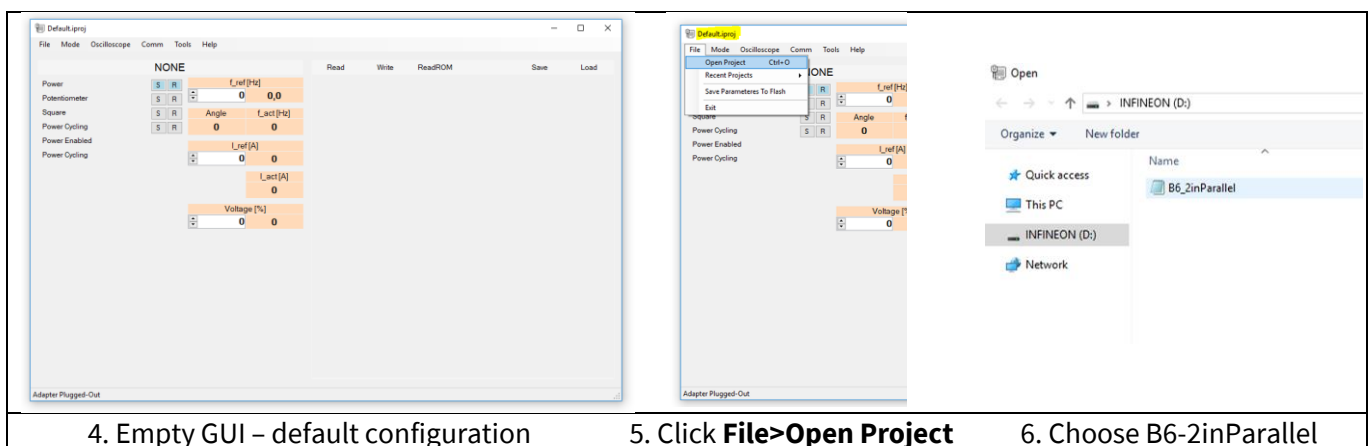 Default.iproj
File Mode Oscilloscope Comm Tools Help
NONE
Read Write ReadROM Save Load
Power S R f_ref [Hz]
Potentiometer S R 0 0,0
Square S R Angle f_act [Hz]
Power Cycling S R 0 0
Power Enabled I_ref [A]
Power Cycling 0 0
I_act [A]
0
Voltage [%]
0 0
Adapter Plugged-Out
4. Empty GUI – default configuration
Default.iproj
File Mode Oscilloscope Comm Tools Help
Open Project Ctrl+O
Recent Projects
Save Parameteres To Flash
Exit
R f_ref [Hz
R 0
S R Angle
Power Cycling S R 0
Power Enabled I_ref [A]
Power Cycling 0
Voltage [
0
Adapter Plugged-Out
5. Click File>Open Project
Open
INFINEON (D:)
Organize New folder
Name
Quick access
B6_2inParallel
This PC
INFINEON (D:)
Network
6. Choose B6-2inParallel